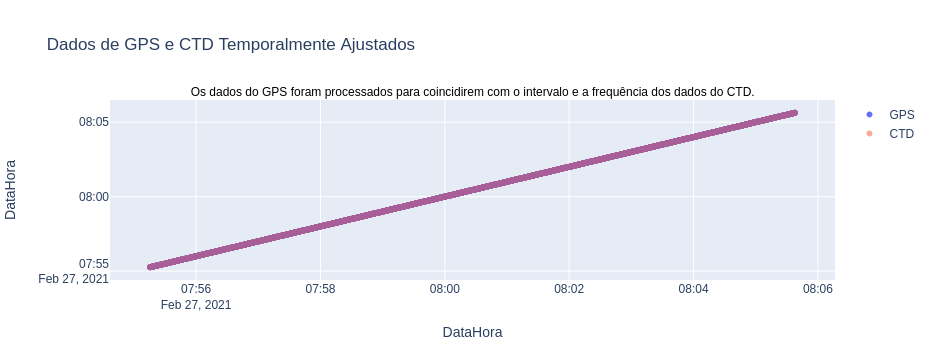 Dados de GPS e CTD Temporalmente Ajustados
Os dados do GPS foram processados para coincidirem com o intervalo e a frequência dos dados do CTD.
GPS
CTD
DataHora
08:05
08:00
07:55
Feb 27, 2021
07:56 07:58 08:00 08:02 08:04 08:06
Feb 27, 2021
DataHora